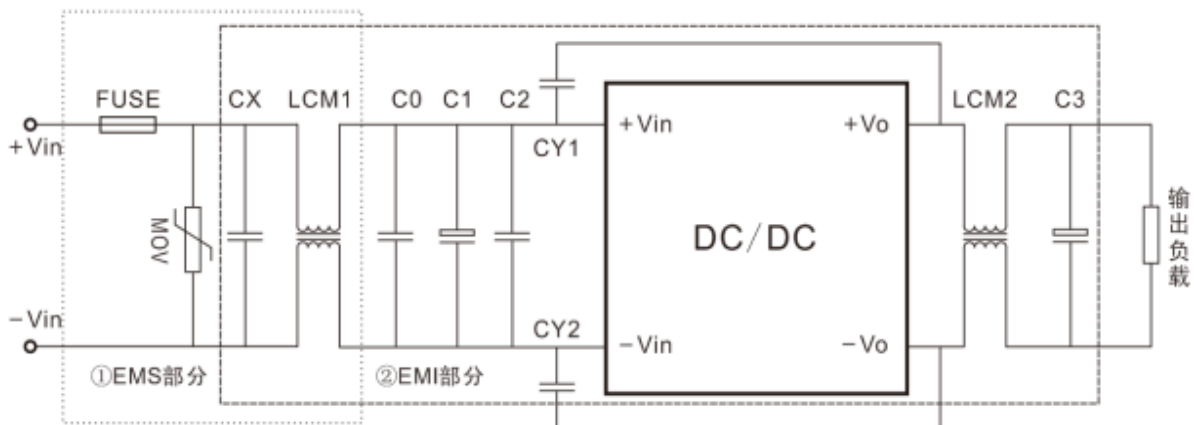 FUSE
CX
LCM1
C0
C1
C2
LCM2
C3
+Vin
CY1
+Vin
+Vo
MOV
DC/DC
输出负载
-Vin
CY2
-Vin
-Vo
①EMS部分
②EMI部分